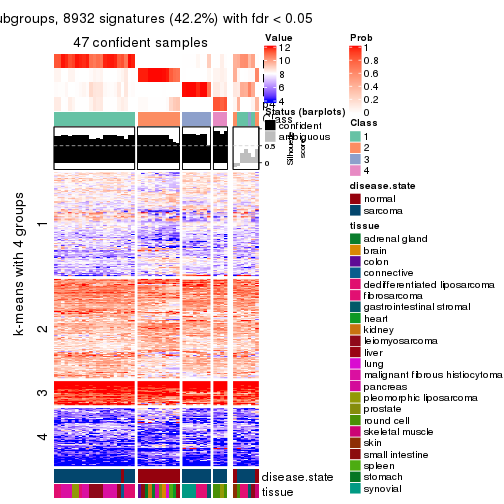 ubgroups, 8932 signatures (42.2%) with fdr < 0.05
47 confident samples
Value
12
10
8
6
4
Prob
1
0.8
0.6
0.4
0.2
0
Status (barplots)
confident
ambiguous
Class
0.5
0
Silhouette
score
Class
1
2
3
4
disease.state
normal
sarcoma
tissue
adrenal gland
brain
colon
connective
dedifferentiated liposarcoma
fibrosarcoma
gastrointestinal stromal
heart
kidney
leiomyosarcoma
liver
lung
malignant fibrous histiocytoma
pancreas
pleomorphic liposarcoma
prostate
round cell
skeletal muscle
skin
small intestine
spleen
stomach
synovial
k-means with 4 groups
1
2
3
4
disease.state
tissue